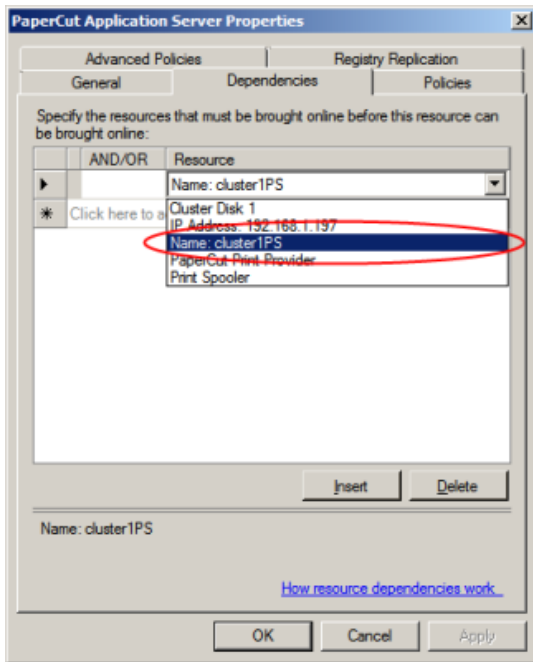 PaperCut Application Server Properties
Advanced Policies
Registry Replication
General
Dependencies
Policies
Specify the resources that must be brought online before this resource can
be brought online:
AND/OR
Resource
Name: cluster1PS
Click here to a
Cluster Disk 1
IP Address: 192.168.1.197
Name: cluster1PS
PaperCut Print Provider
Print Spooler
Insert
Delete
Name: cluster1PS
How resource dependencies work...
OK
Cancel
Apply